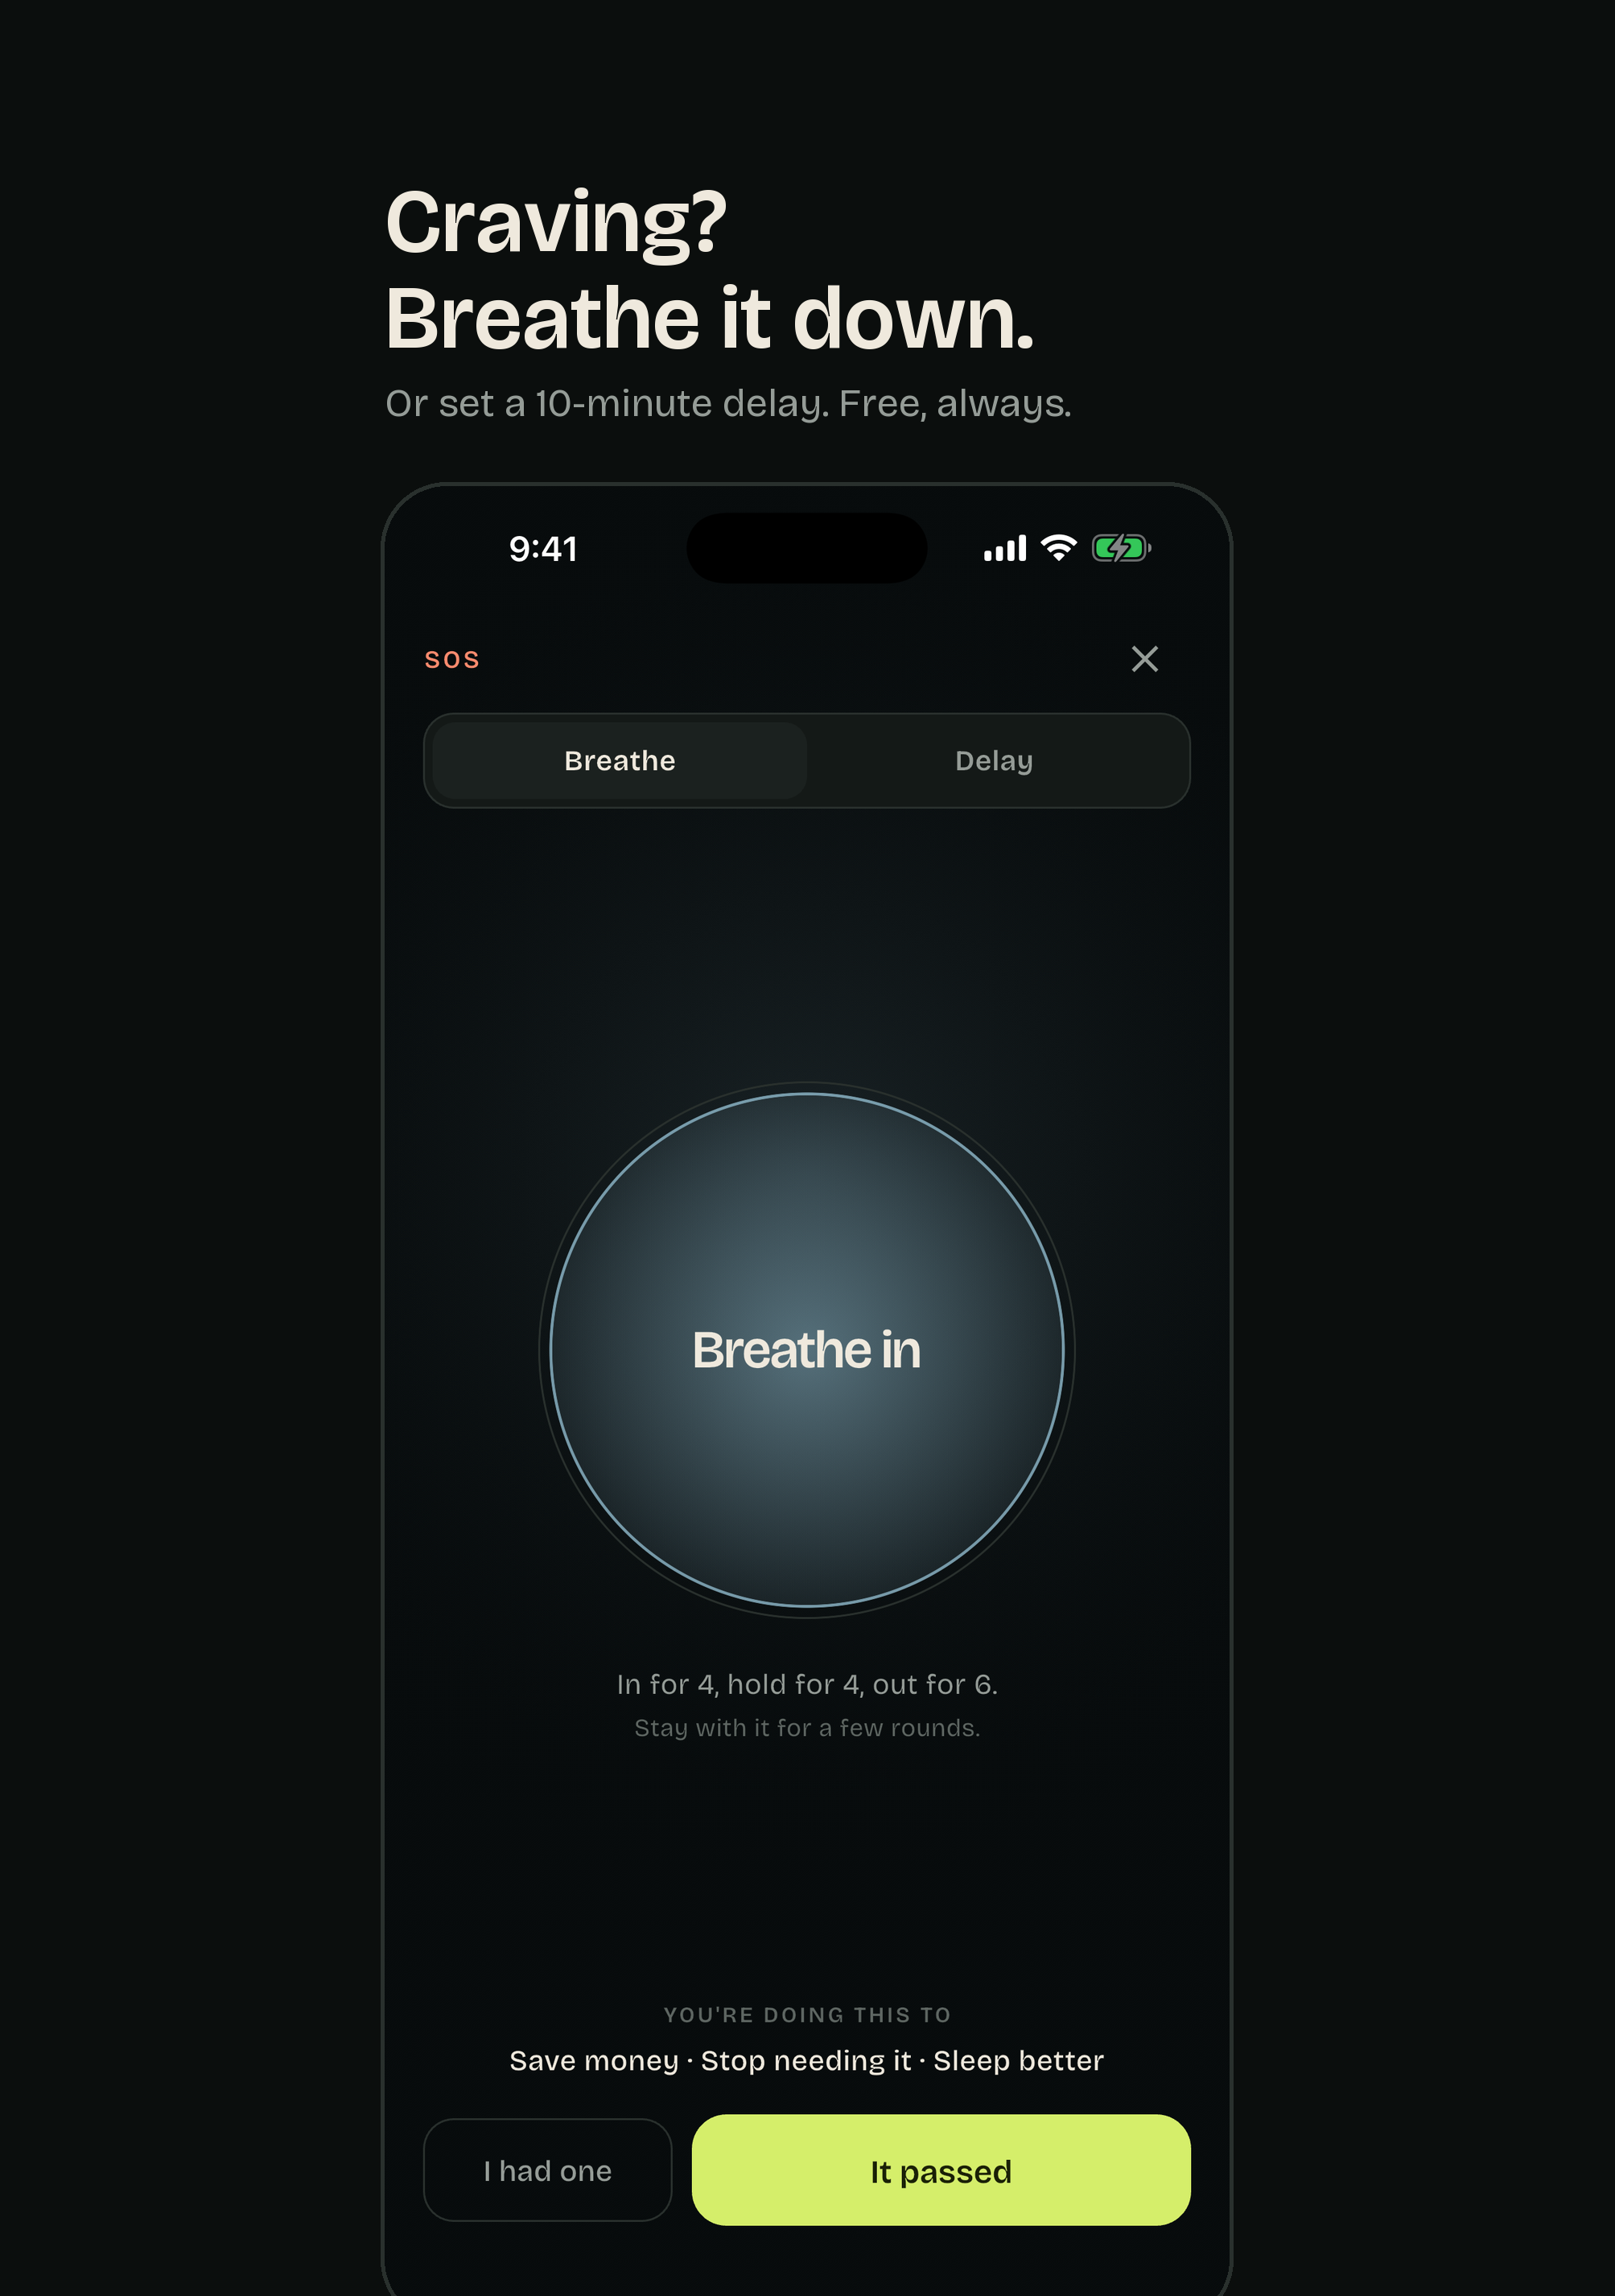 Craving?
Breathe it down.
Or set a 10-minute delay. Free, always.
9:41
SOS
Breathe
Delay
Breathe in
In for 4, hold for 4, out for 6.
Stay with it for a few rounds.
YOU'RE DOING THIS TO
Save money · Stop needing it · Sleep better
I had one
It passed